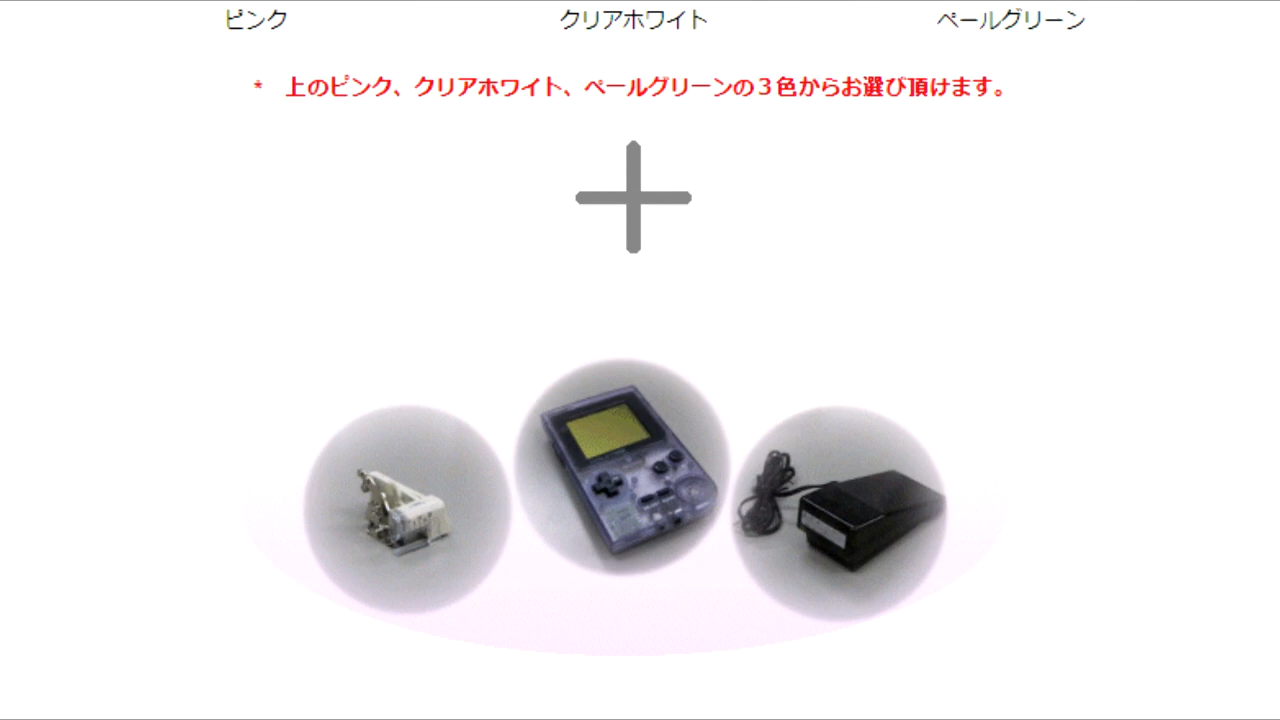 ピンク クリアホワイト ペールグリーン
* 上のピンク、クリアホワイト、ペールグリーンの３色からお選び頂けます。